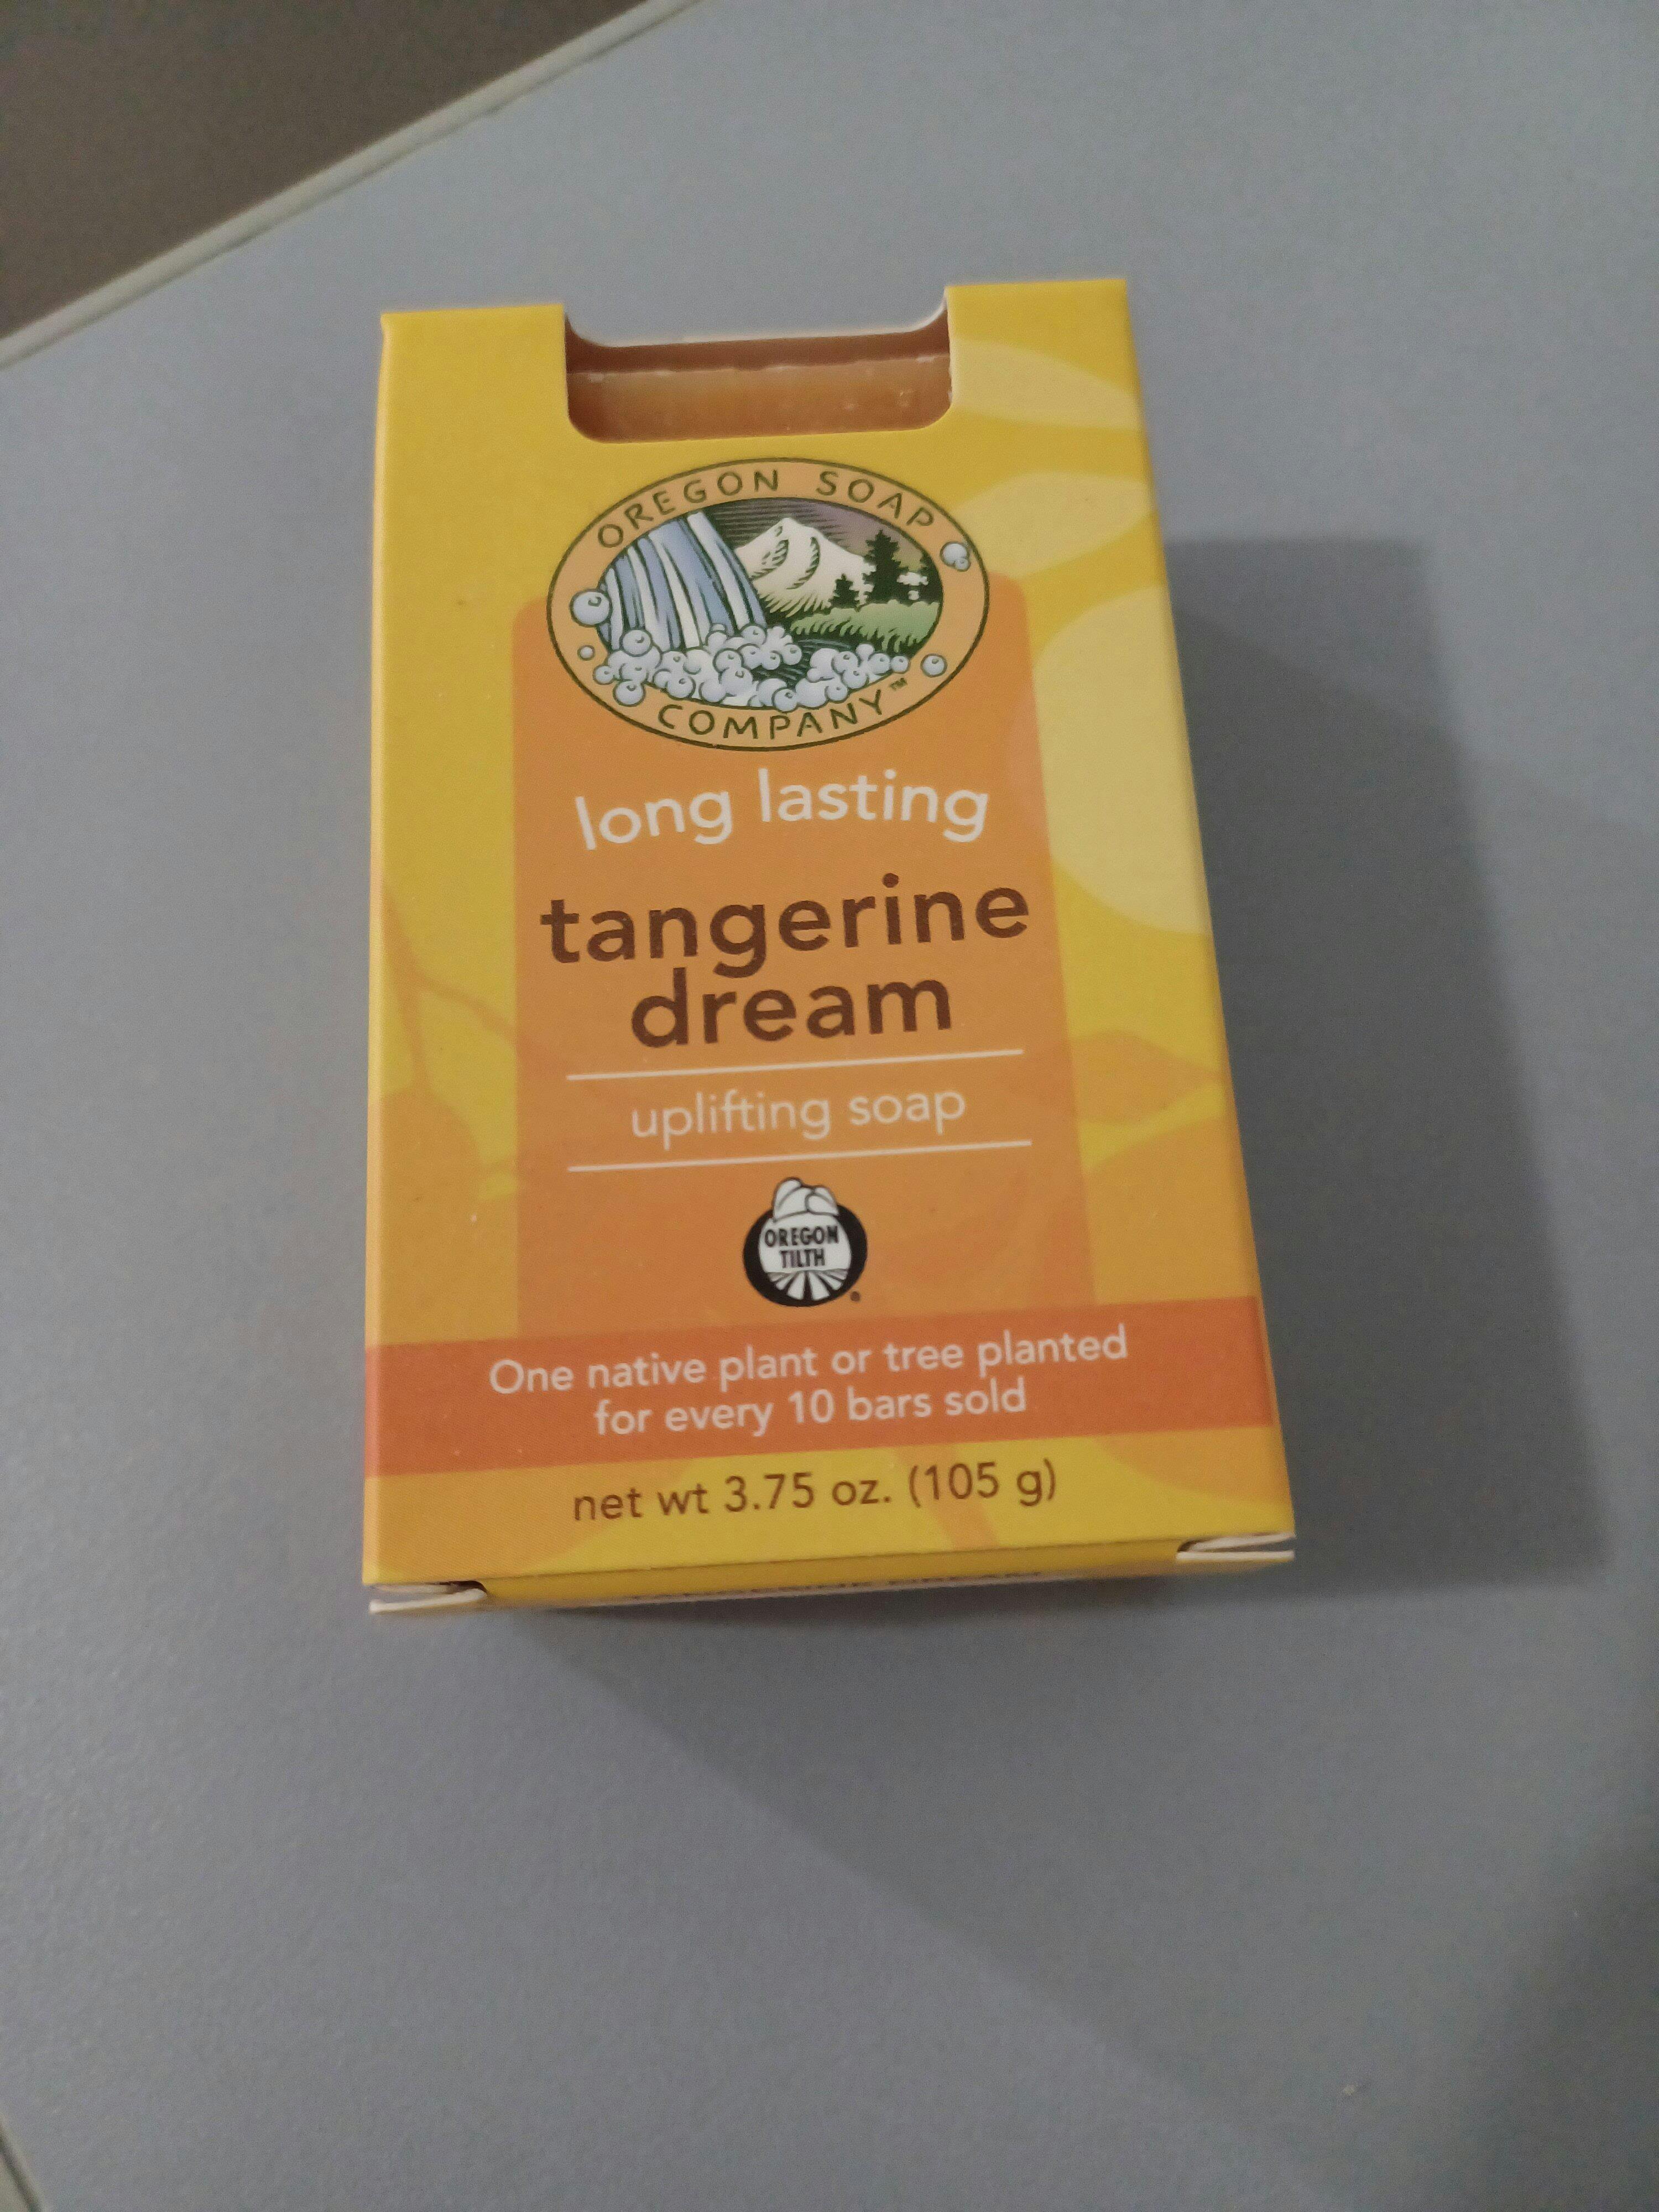 OREGON SOAP
COMPANY™
long lasting
tangerine
dream
uplifting soap
OREGON
TILTH
®
One native plant or tree planted
for every 10 bars sold
net wt 3.75 oz. (105 g)